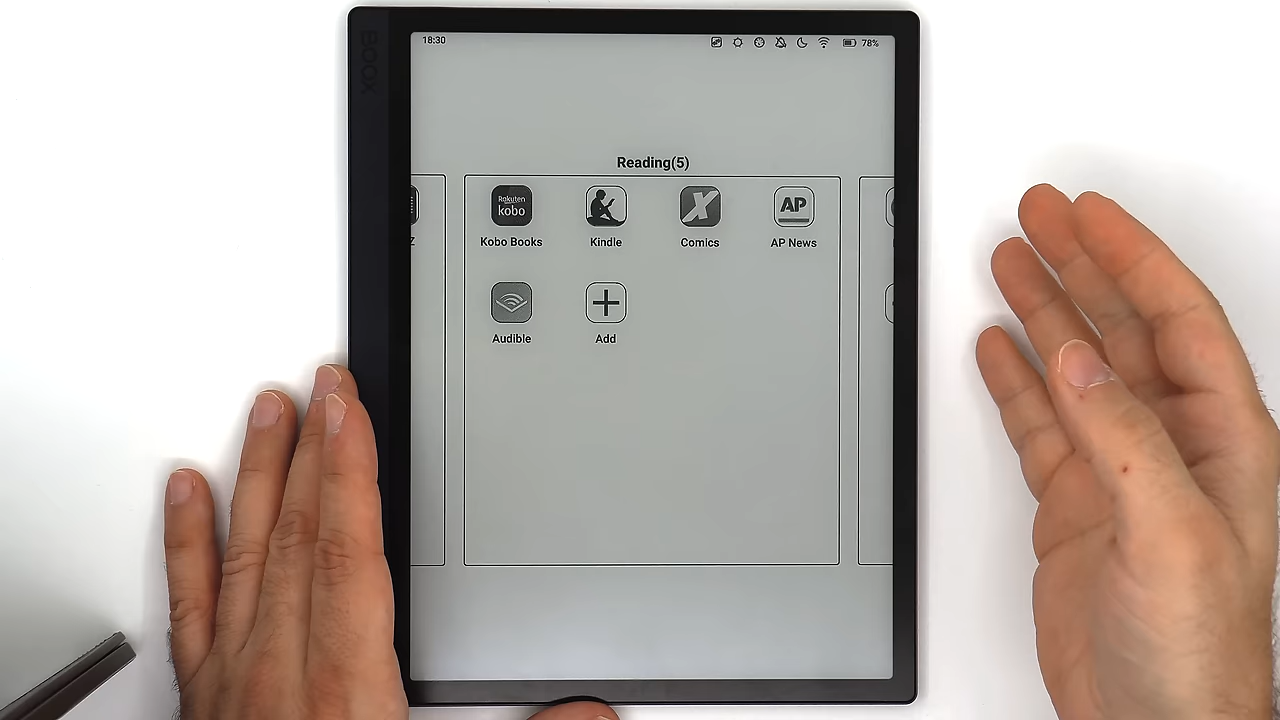 BOOX
18:30
78%
Reading(5)
Rakuten
kobo
X
AP
Z
Kobo Books
Kindle
Comics
AP News
Audible
Add